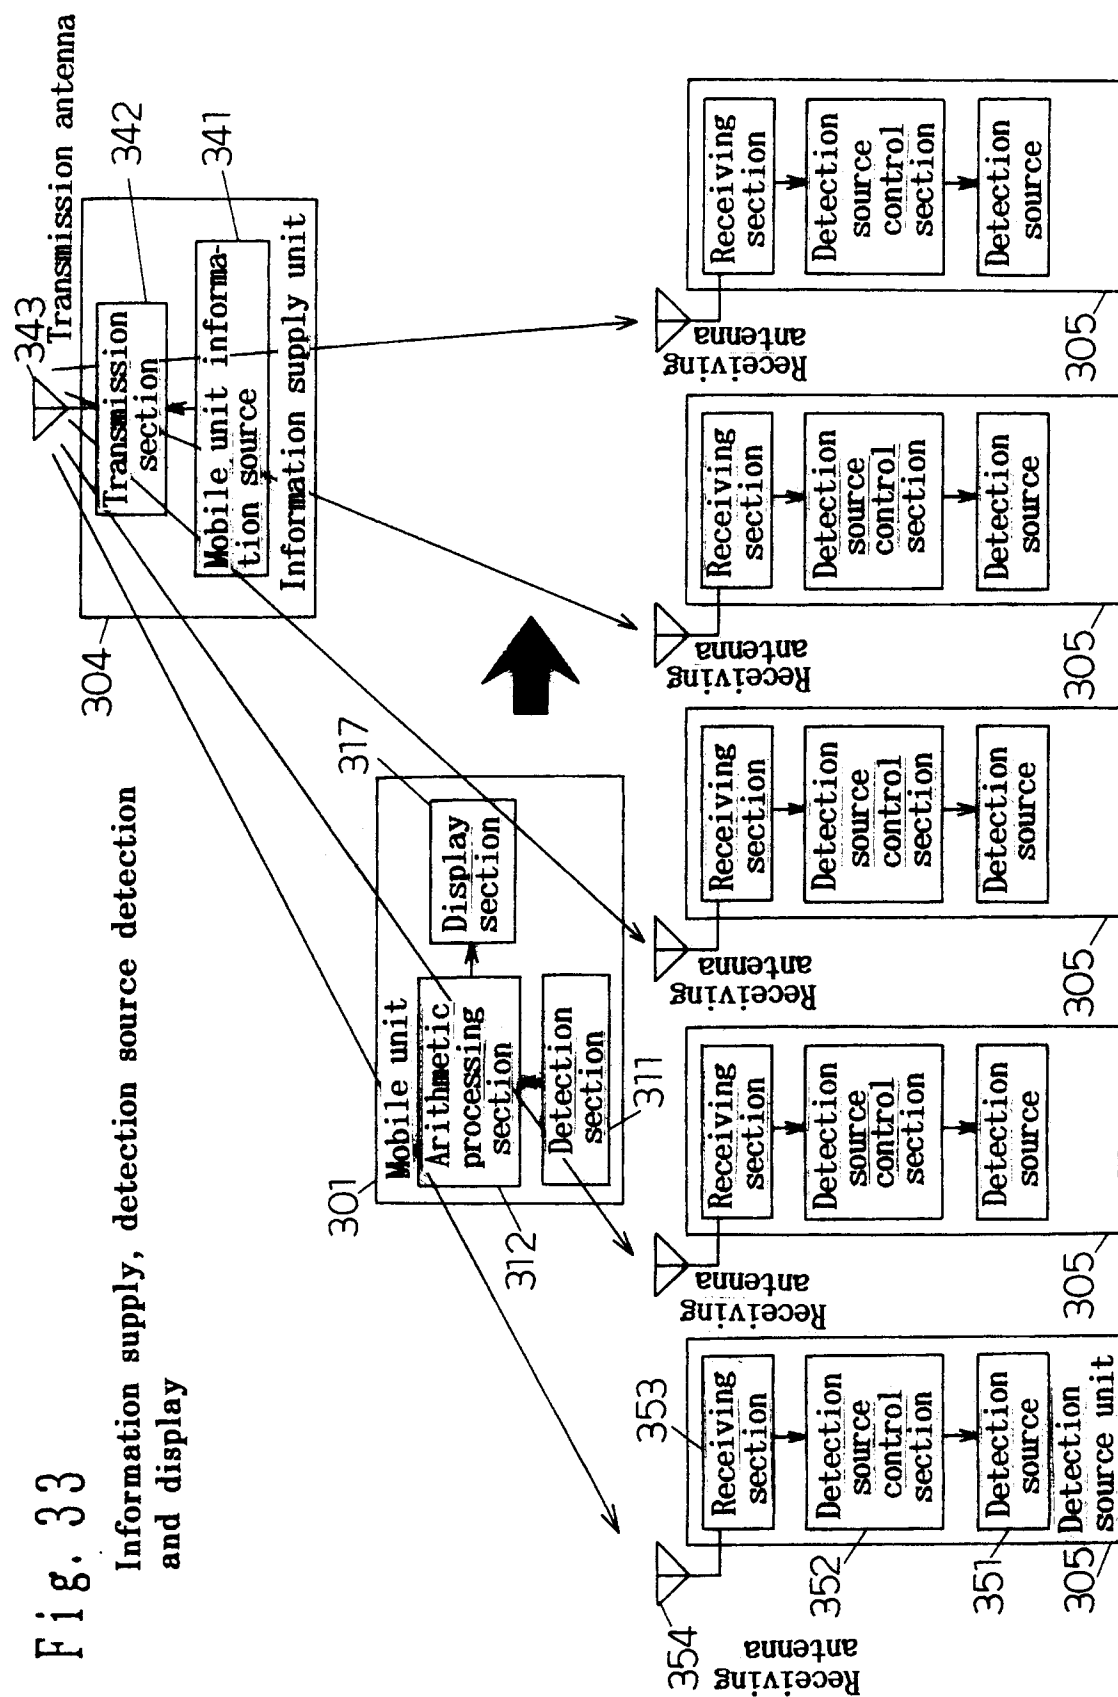 Fig. 33
Information supply, detection source detection
and display
343
Transmission antenna
342
Transmission
section
341
Mobile unit informa-
tion source
Information supply unit
304
317
301
Mobile unit
Arithmetic
processing
section
Display
section
312
Detection
section
311
354
Receiving
antenna
353
Receiving
section
352
Detection
source
control
section
351
Detection
source
305
Detection
source unit
Receiving
antenna
Receiving
section
Detection
source
control
section
Detection
source
305
Receiving
antenna
Receiving
section
Detection
source
control
section
Detection
source
305
Receiving
antenna
Receiving
section
Detection
source
control
section
Detection
source
305
Receiving
antenna
Receiving
section
Detection
source
control
section
Detection
source
305